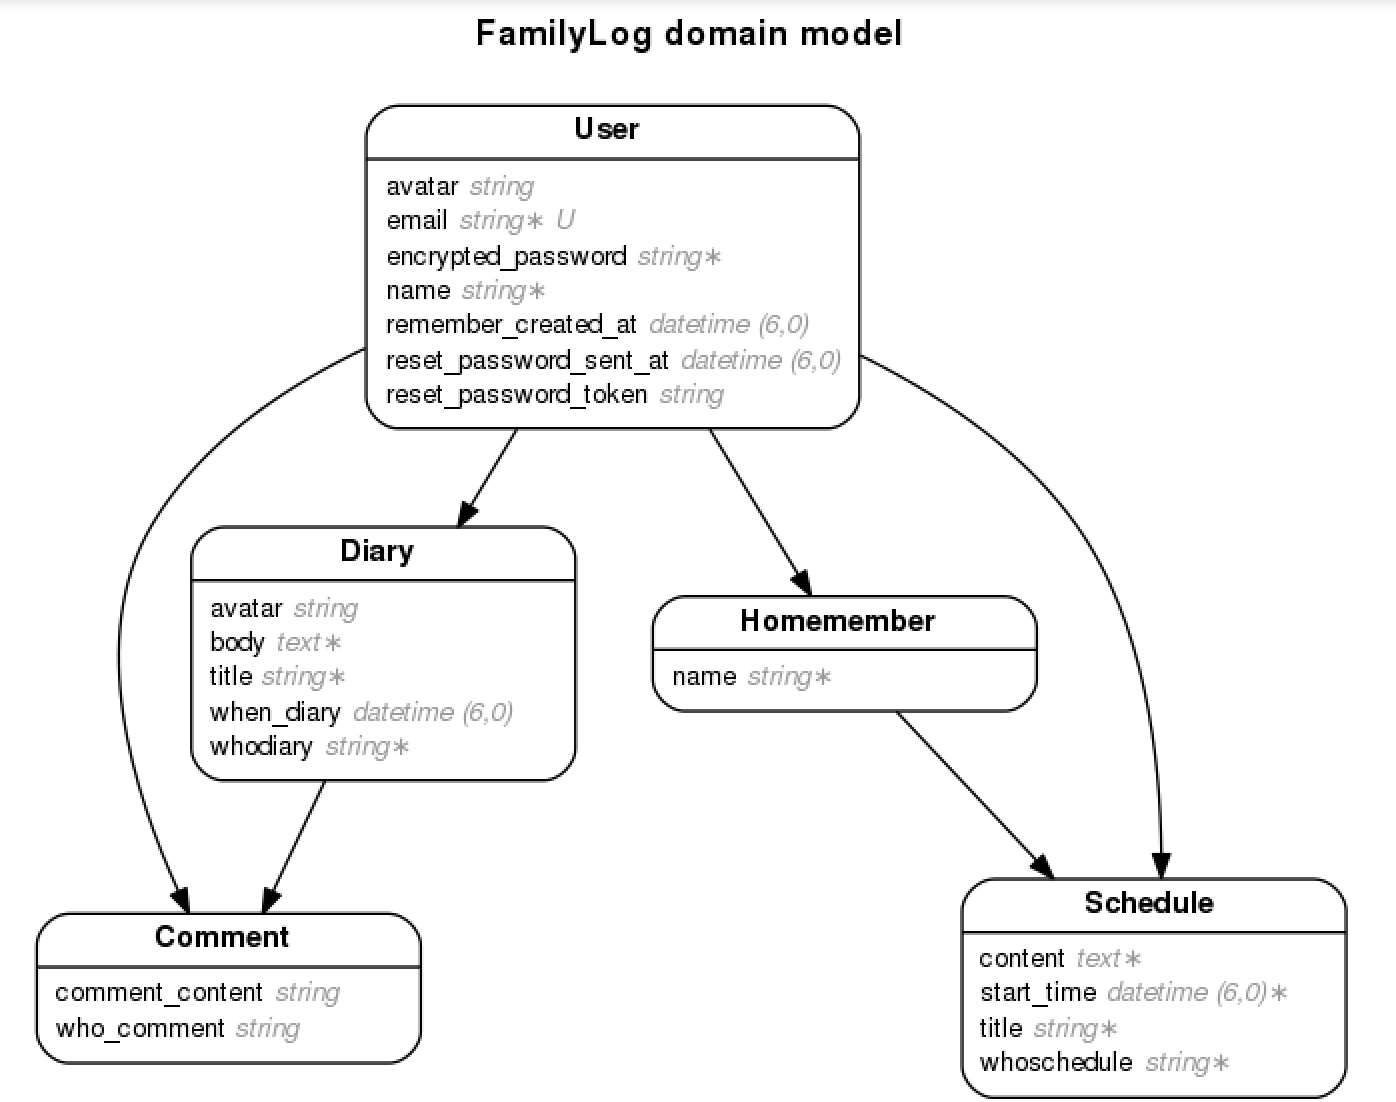 FamilyLog domain model
User
avatar string
email string∗ U
encrypted_password string∗
name string∗
remember_created_at datetime (6,0)
reset_password_sent_at datetime (6,0)
reset_password_token string
Diary
avatar string
body text∗
title string∗
when_diary datetime (6,0)
whodiary string∗
Homemember
name string∗
Comment
comment_content string
who_comment string
Schedule
content text∗
start_time datetime (6,0)∗
title string∗
whoschedule string∗